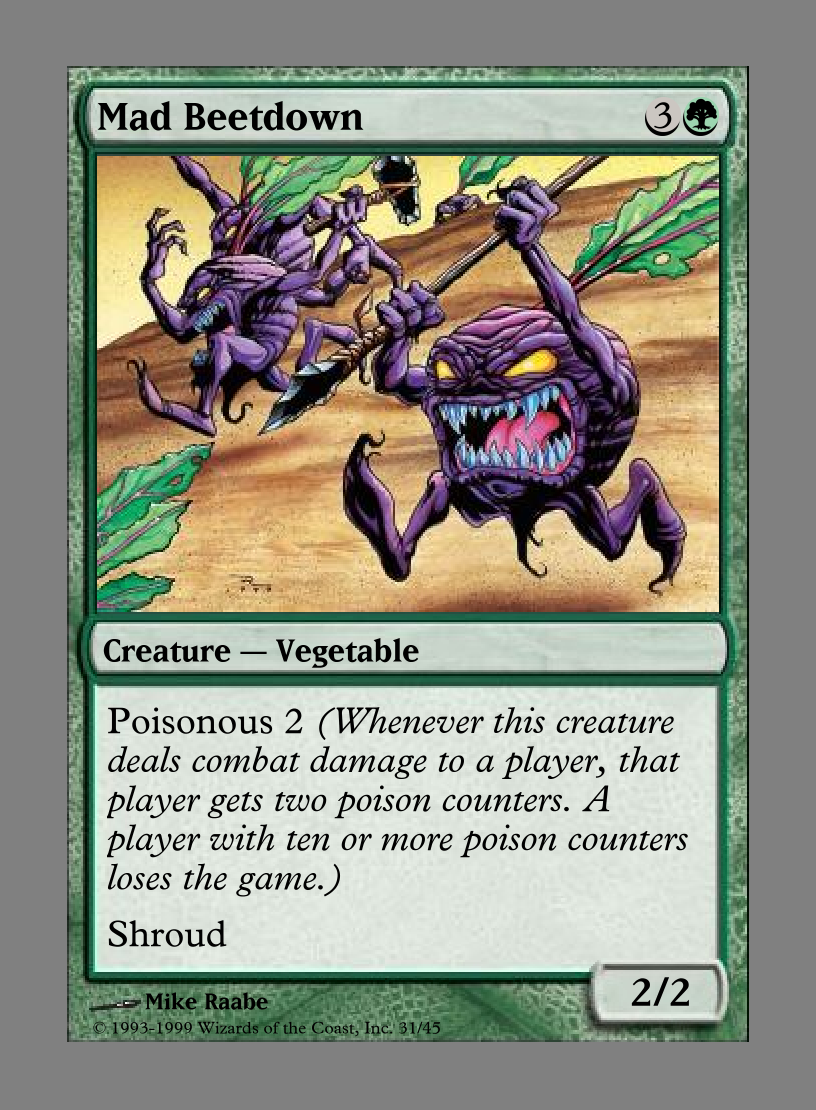 Mad Beetdown 3
Creature — Vegetable
Poisonous 2 (Whenever this creature
deals combat damage to a player, that
player gets two poison counters. A
player with ten or more poison counters
loses the game.)
Shroud
2/2
Mike Raabe
© 1993-1999 Wizards of the Coast, Inc. 31/45